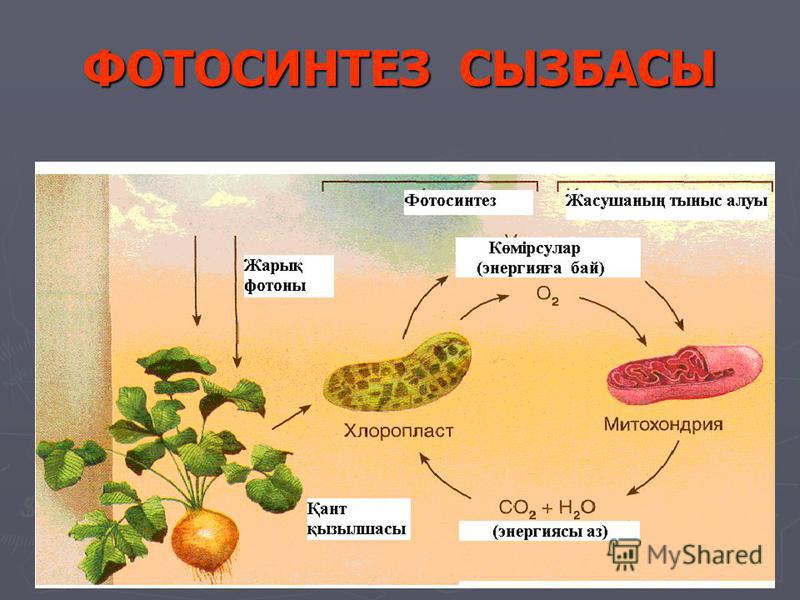 ФОТОСИНТЕЗ СЫЗБАСЫ
Фотосинтез
Жасушаның тыныс алуы
Көмірсулар
(энергияға бай)
Жарық
фотоны
O₂
Хлоропласт
Митохондрия
Қант
қызылшасы
CO₂ + H₂O
(энергиясы аз)
MyShared